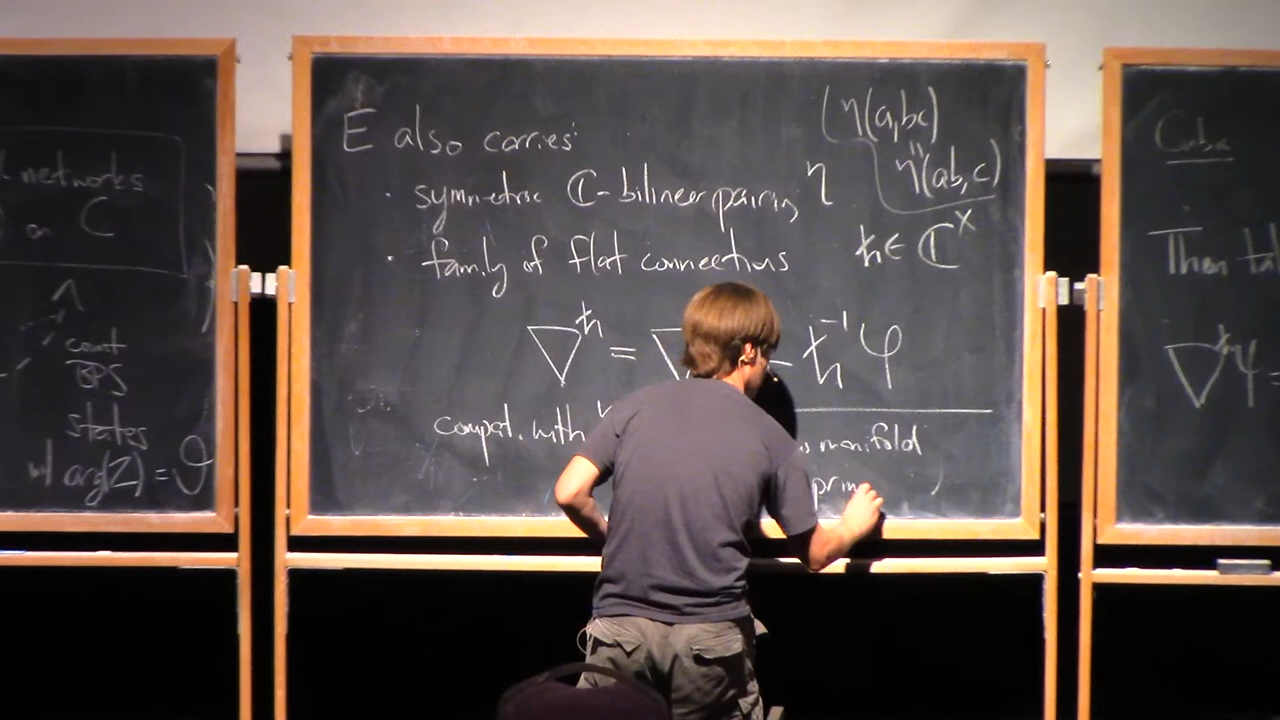 networks
on C
count
BPS
states
w/ arg(Z) = ϑ
E also carries:
(η(a,bc)
"
η(ab,c)
· symmetric ℂ-bilinear pairing η
· family of flat connections ħ ∈ ℂ^×
∇^ħ = ∇ - ħ^{-1} φ
compat. with manifold
prim )
Then
∇^ħ ψ =